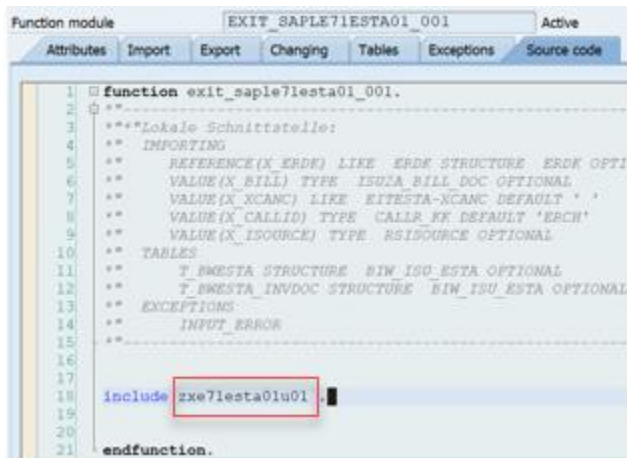 Function module EXIT_SAPLE71ESTA01_001 Active
Attributes Import Export Changing Tables Exceptions Source code
1 function exit_saple71esta01_001.
2 *"----------------------------------------------------------------------
3 *"*"Lokale Schnittstelle:
4 *" IMPORTING
5 *" REFERENCE(X_ERDK) LIKE ERDK STRUCTURE ERDK OPTI
6 *" VALUE(X_BILL) TYPE ISU2A_BILL_DOC OPTIONAL
7 *" VALUE(X_XCANC) LIKE EITESTA-XCANC DEFAULT ' '
8 *" VALUE(X_CALLID) TYPE CALLR_KK DEFAULT 'ERCH'
9 *" VALUE(X_ISOURCE) TYPE RSISOURCE OPTIONAL
10 *" TABLES
11 *" T_BWESTA STRUCTURE BIW_ISU_ESTA OPTIONAL
12 *" T_BWESTA_INVDOC STRUCTURE BIW_ISU_ESTA OPTIONAL
13 *" EXCEPTIONS
14 *" INPUT_ERROR
15 *"----------------------------------------------------------------------
16
17
18 include zxe71esta01u01 .
19
20
21 endfunction.